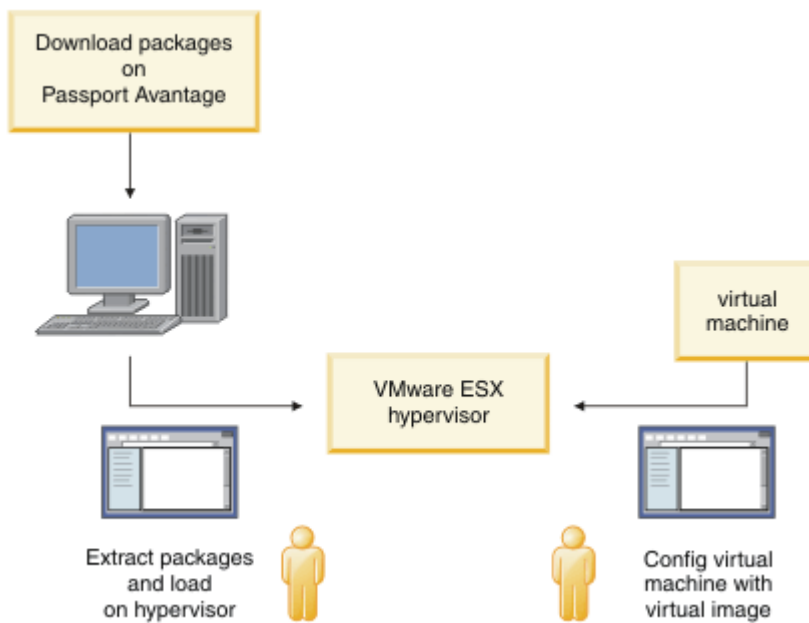 Download packages
on
Passport Avantage
virtual
machine
VMware ESX
hypervisor
Extract packages
and load
on hypervisor
Config virtual
machine with
virtual image